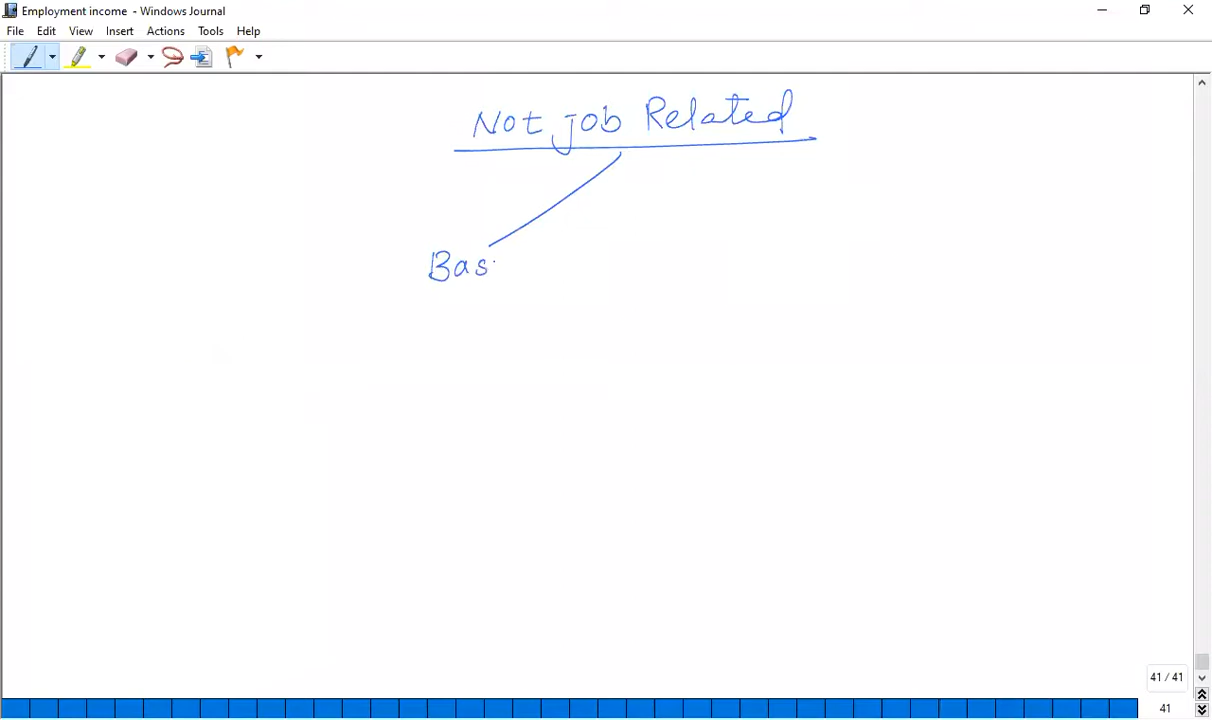 Employment income - Windows Journal
File Edit View Insert Actions Tools Help
Not job Related
Bas
41 / 41
41